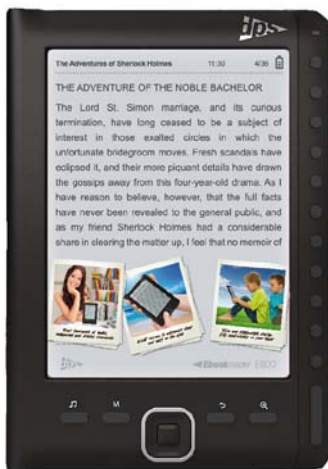 jps
The Adventures of Sherlock Holmes 11:30 4/36
THE ADVENTURE OF THE NOBLE BACHELOR
The Lord St. Simon marriage, and its curious
termination, have long ceased to be a subject of
interest in those exalted circles in which the
unfortunate bridegroom moves. Fresh scandals have
eclipsed it, and their more piquant details have drawn
the gossips away from this four-year-old drama. As I
have reason to believe, however, that the full facts
have never been revealed to the general public, and
as my friend Sherlock Holmes had a considerable
share in clearing the matter up, I feel that no memoir of
jps Ebookmaster
M